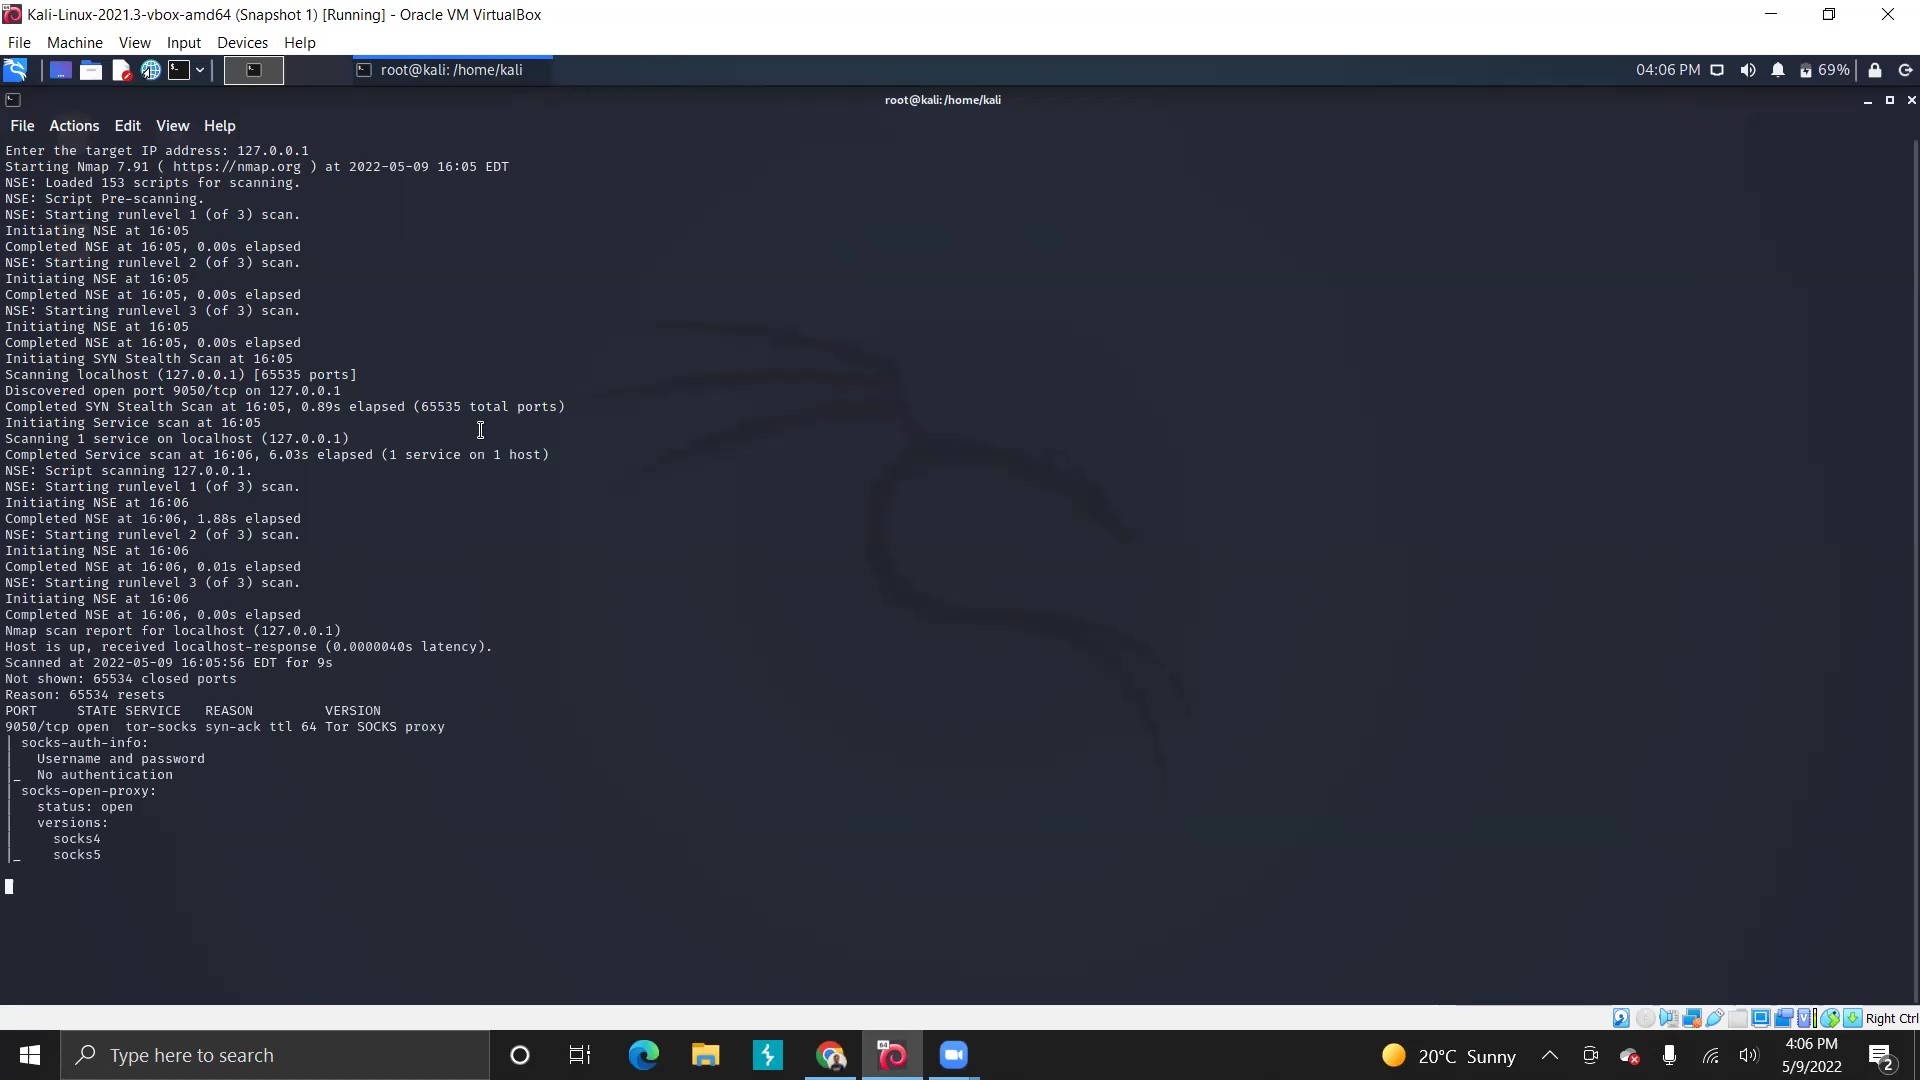 Kali-Linux-2021.3-vbox-amd64 (Snapshot 1) [Running] - Oracle VM VirtualBox
File Machine View Input Devices Help
root@kali: /home/kali
04:06 PM 69%
root@kali:/home/kali
File Actions Edit View Help
Enter the target IP address: 127.0.0.1
Starting Nmap 7.91 ( https://nmap.org ) at 2022-05-09 16:05 EDT
NSE: Loaded 153 scripts for scanning.
NSE: Script Pre-scanning.
NSE: Starting runlevel 1 (of 3) scan.
Initiating NSE at 16:05
Completed NSE at 16:05, 0.00s elapsed
NSE: Starting runlevel 2 (of 3) scan.
Initiating NSE at 16:05
Completed NSE at 16:05, 0.00s elapsed
NSE: Starting runlevel 3 (of 3) scan.
Initiating NSE at 16:05
Completed NSE at 16:05, 0.00s elapsed
Initiating SYN Stealth Scan at 16:05
Scanning localhost (127.0.0.1) [65535 ports]
Discovered open port 9050/tcp on 127.0.0.1
Completed SYN Stealth Scan at 16:05, 0.89s elapsed (65535 total ports)
Initiating Service scan at 16:05
Scanning 1 service on localhost (127.0.0.1)
Completed Service scan at 16:06, 6.03s elapsed (1 service on 1 host)
NSE: Script scanning 127.0.0.1.
NSE: Starting runlevel 1 (of 3) scan.
Initiating NSE at 16:06
Completed NSE at 16:06, 1.88s elapsed
NSE: Starting runlevel 2 (of 3) scan.
Initiating NSE at 16:06
Completed NSE at 16:06, 0.01s elapsed
NSE: Starting runlevel 3 (of 3) scan.
Initiating NSE at 16:06
Completed NSE at 16:06, 0.00s elapsed
Nmap scan report for localhost (127.0.0.1)
Host is up, received localhost-response (0.0000040s latency).
Scanned at 2022-05-09 16:05:56 EDT for 9s
Not shown: 65534 closed ports
Reason: 65534 resets
PORT     STATE SERVICE   REASON         VERSION
9050/tcp open  tor-socks syn-ack ttl 64 Tor SOCKS proxy
| socks-auth-info:
|   Username and password
|_  No authentication
| socks-open-proxy:
|   status: open
|   versions:
|     socks4
|_    socks5
Right Ctrl
Type here to search
20°C Sunny
4:06 PM
5/9/2022
2